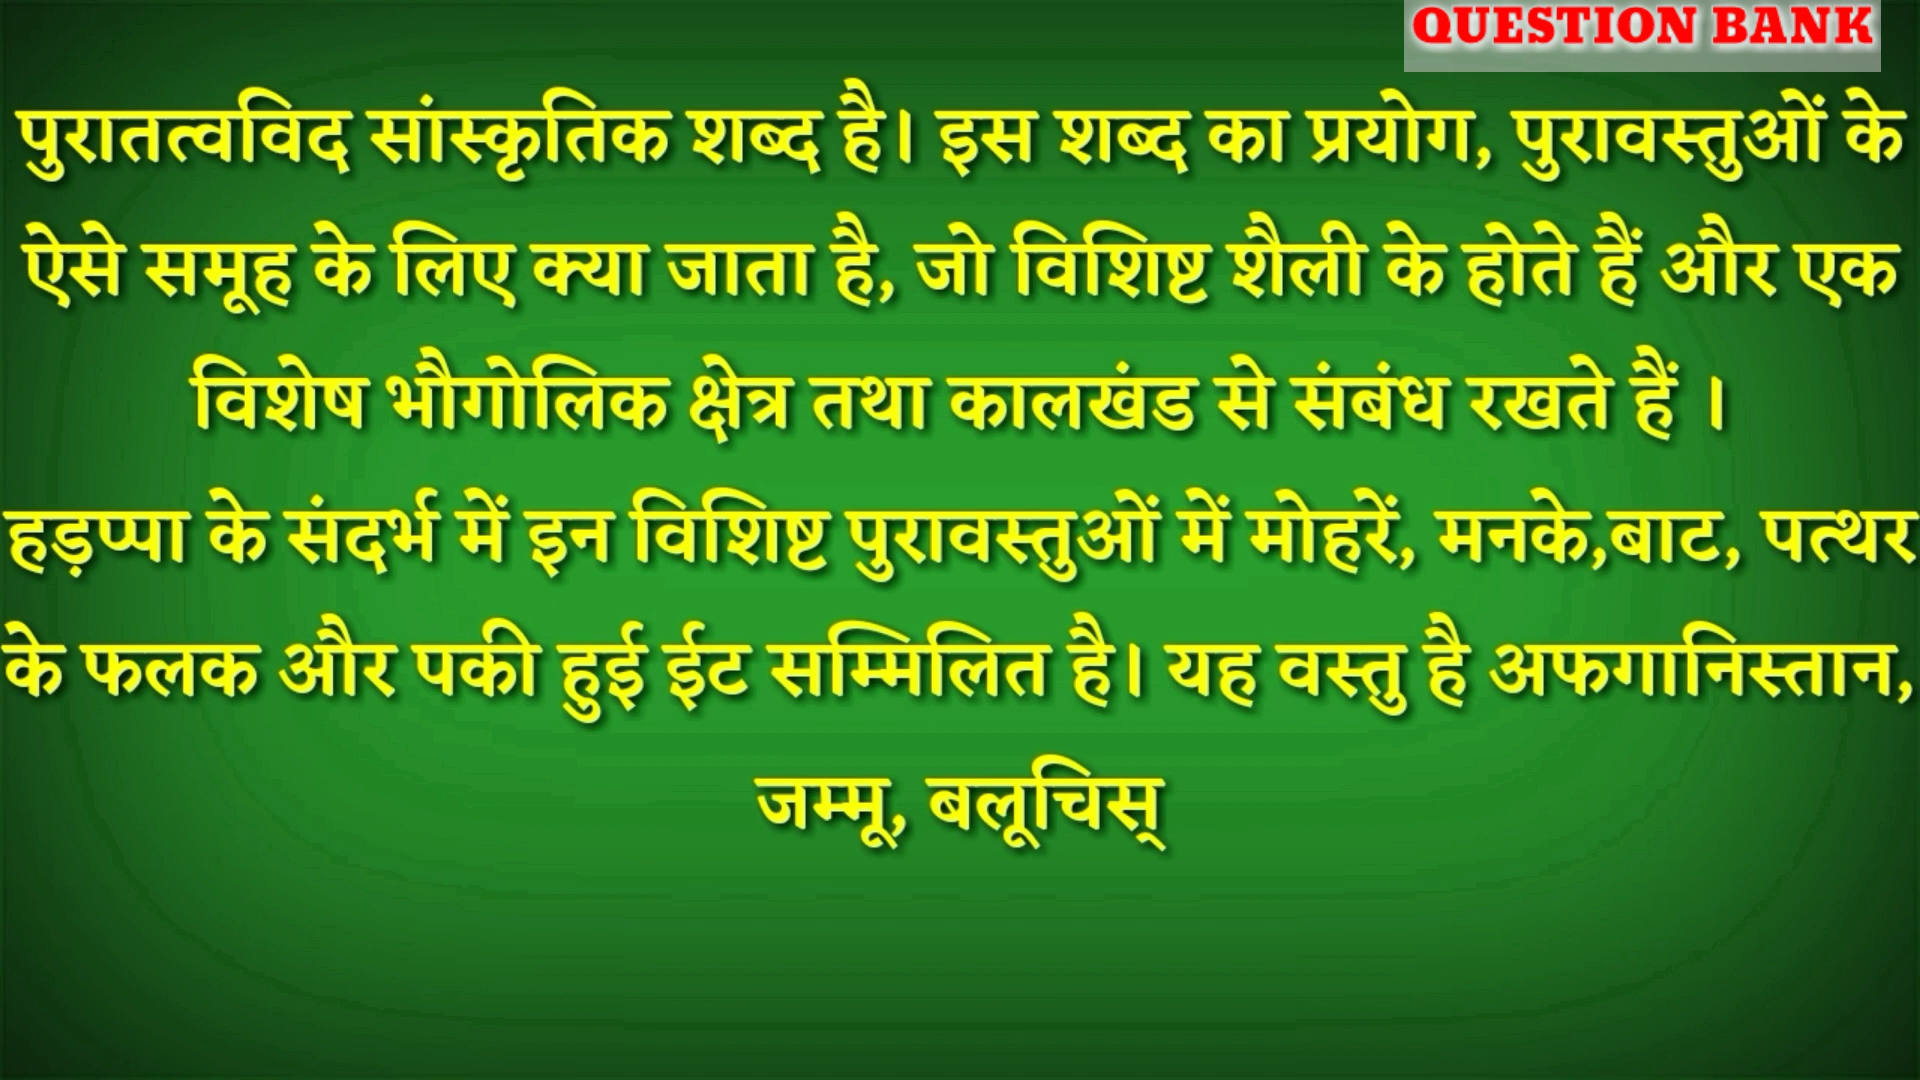 QUESTION BANK
पुरातत्वविद सांस्कृतिक शब्द है। इस शब्द का प्रयोग, पुरावस्तुओं के
ऐसे समूह के लिए क्या जाता है, जो विशिष्ट शैली के होते हैं और एक
विशेष भौगोलिक क्षेत्र तथा कालखंड से संबंध रखते हैं ।
हड़प्पा के संदर्भ में इन विशिष्ट पुरावस्तुओं में मोहरें, मनके,बाट, पत्थर
के फलक और पकी हुई ईट सम्मिलित है। यह वस्तु है अफगानिस्तान,
जम्मू, बलूचिस्